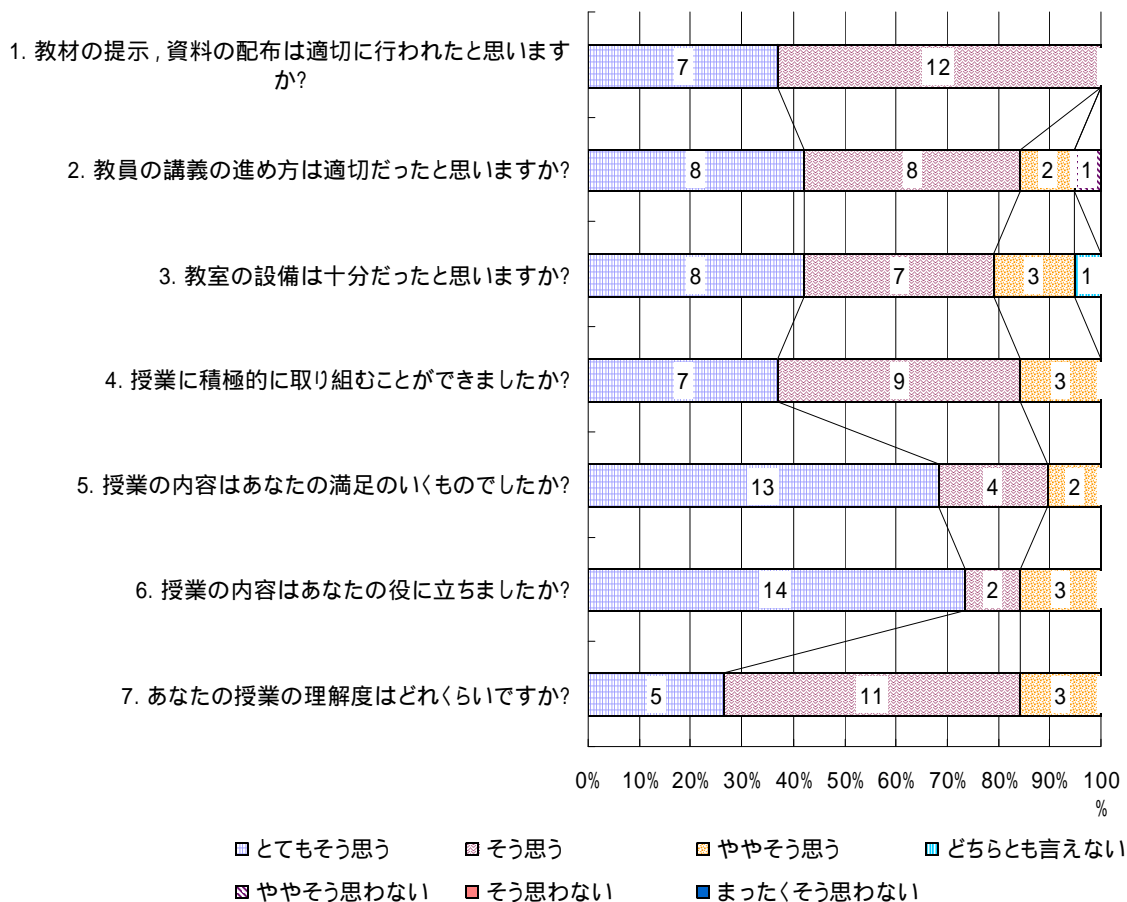 1. 教材の提示 , 資料の配布は適切に行われたと思います
か?
7 12
2. 教員の講義の進め方は適切だったと思いますか?
8 8 2 1
3. 教室の設備は十分だったと思いますか?
8 7 3 1
4. 授業に積極的に取り組むことができましたか?
7 9 3
5. 授業の内容はあなたの満足のいくものでしたか?
13 4 2
6. 授業の内容はあなたの役に立ちましたか?
14 2 3
7. あなたの授業の理解度はどれくらいですか?
5 11 3
0% 10% 20% 30% 40% 50% 60% 70% 80% 90% 100
%
とてもそう思う そう思う ややそう思う どちらとも言えない
ややそう思わない そう思わない まったくそう思わない